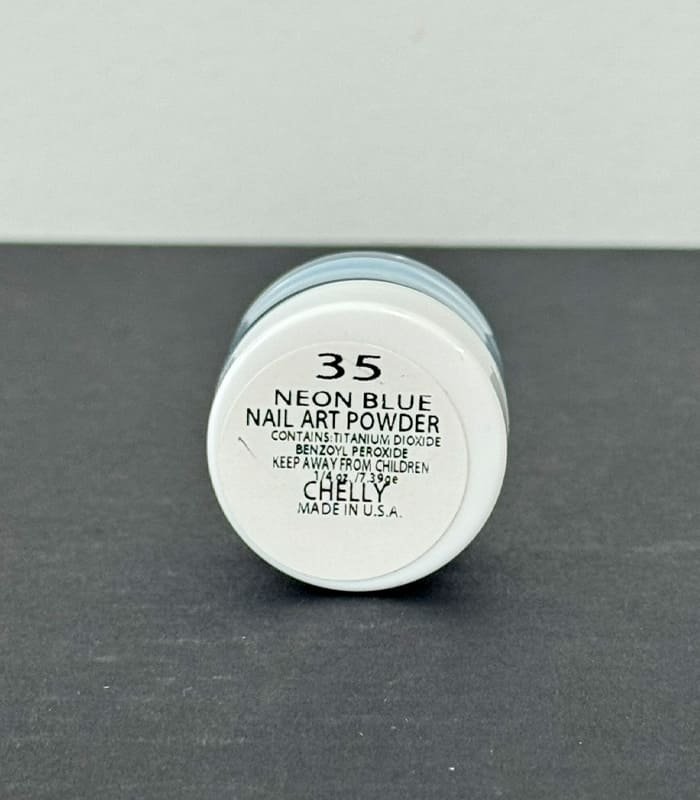 35
NEON BLUE
NAIL ART POWDER
CONTAINS:TITANIUM DIOXIDE
BENZOYL PEROXIDE
KEEP AWAY FROM CHILDREN
1/4 oz./7.39ge
CHELLY
MADE IN U.S.A.